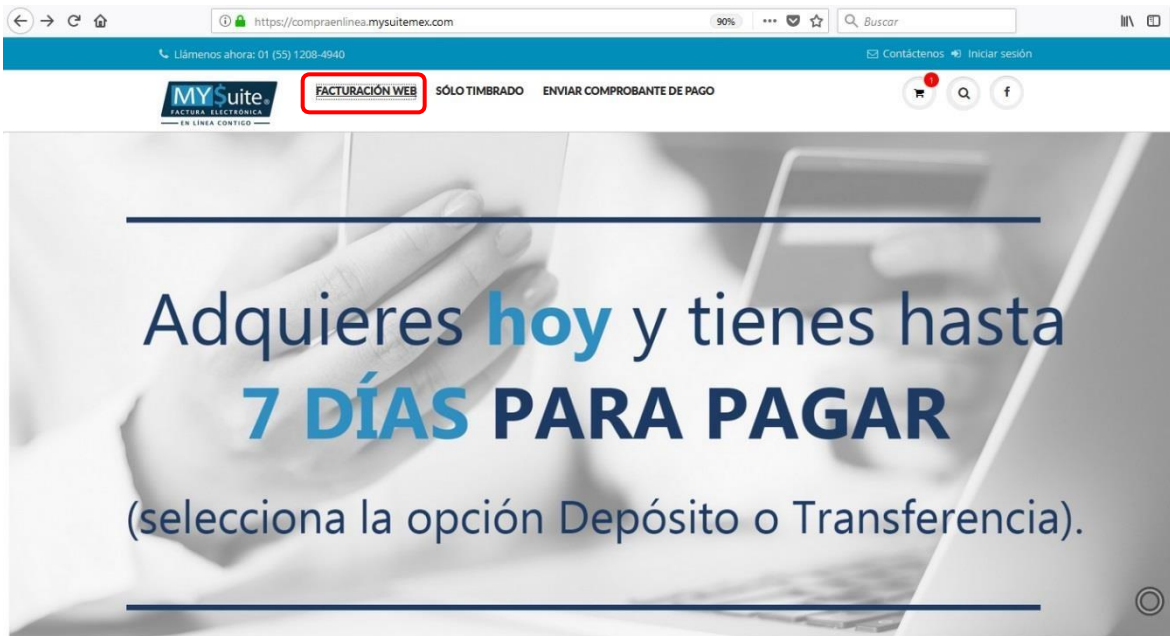 https://compraenlinea.mysuitemex.com
90%
Buscar
Llámenos ahora: 01 (55) 1208-4940
Contáctenos
Iniciar sesión
MY$uite®
FACTURA ELECTRÓNICA
EN LÍNEA CONTIGO
FACTURACIÓN WEB
SÓLO TIMBRADO
ENVIAR COMPROBANTE DE PAGO
1
f
Adquieres hoy y tienes hasta
7 DÍAS PARA PAGAR
(selecciona la opción Depósito o Transferencia).